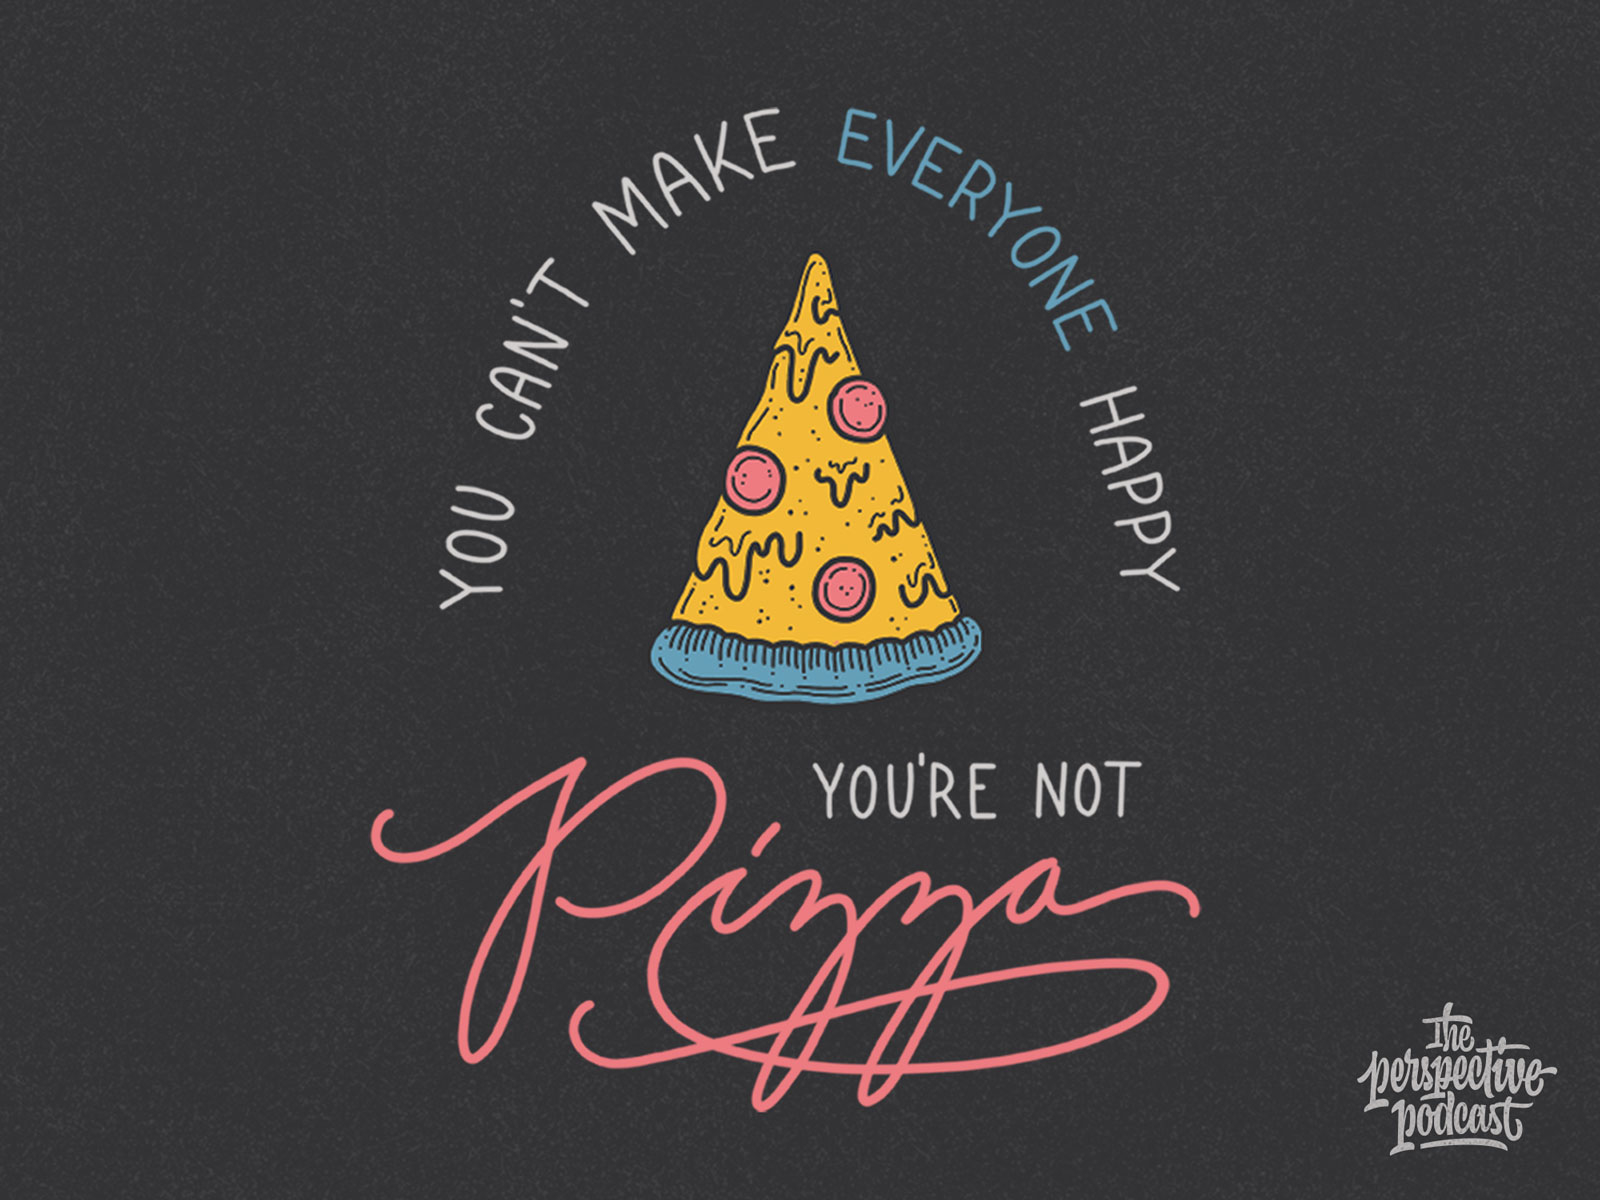 YOU CAN'T MAKE EVERYONE HAPPY
YOU'RE NOT
Pizza
The
perspective
podcast